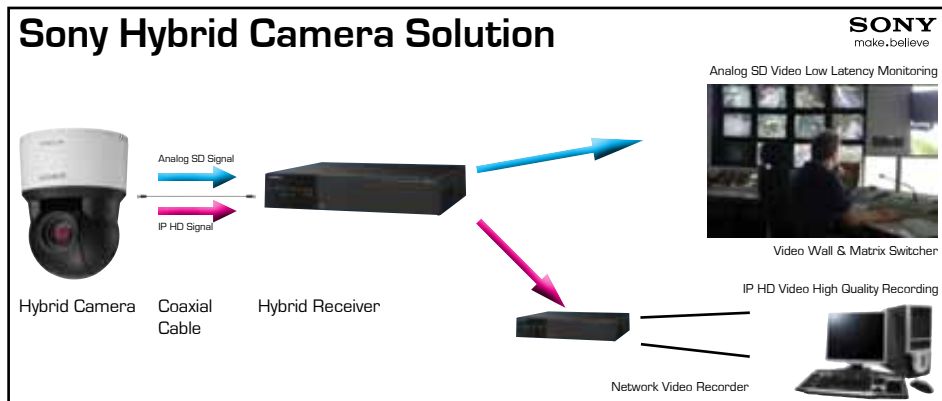 Sony Hybrid Camera Solution
SONY
make.believe
Analog SD Video Low Latency Monitoring
Analog SD Signal
IP HD Signal
Video Wall & Matrix Switcher
IP HD Video High Quality Recording
Hybrid Camera
Coaxial
Cable
Hybrid Receiver
Network Video Recorder